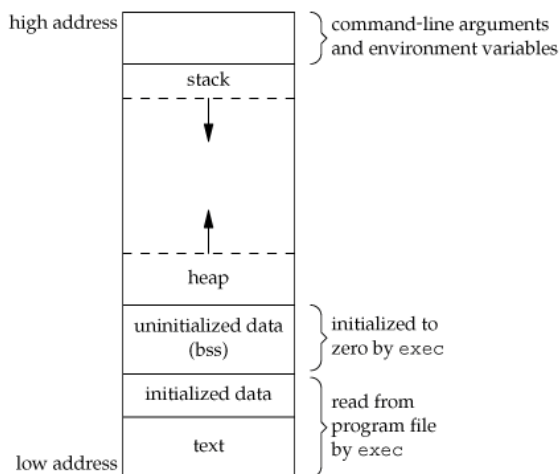 high address
command-line arguments
and environment variables
stack
heap
uninitialized data
(bss)
initialized to
zero by exec
initialized data
read from
program file
by exec
text
low address